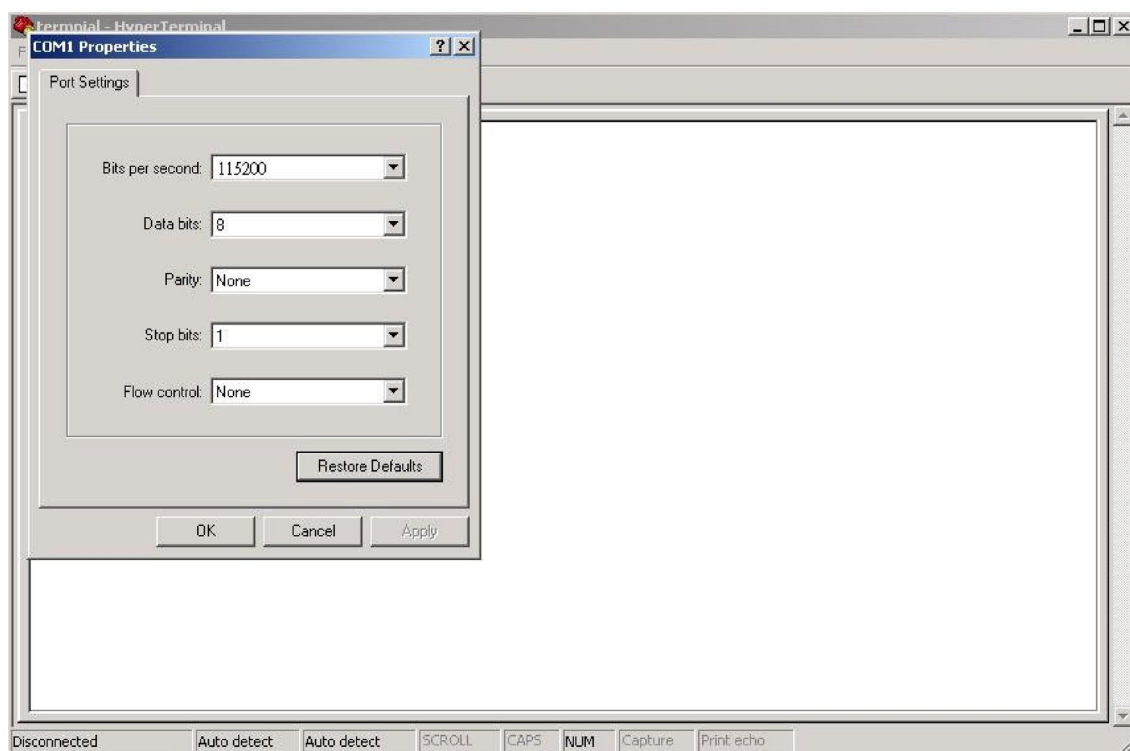 termpial - HyperTerminal
COM1 Properties
Port Settings
Bits per second: 115200
Data bits: 8
Parity: None
Stop bits: 1
Flow control: None
Restore Defaults
OK Cancel Apply
Disconnected Auto detect Auto detect SCROLL CAPS NUM Capture Print echo